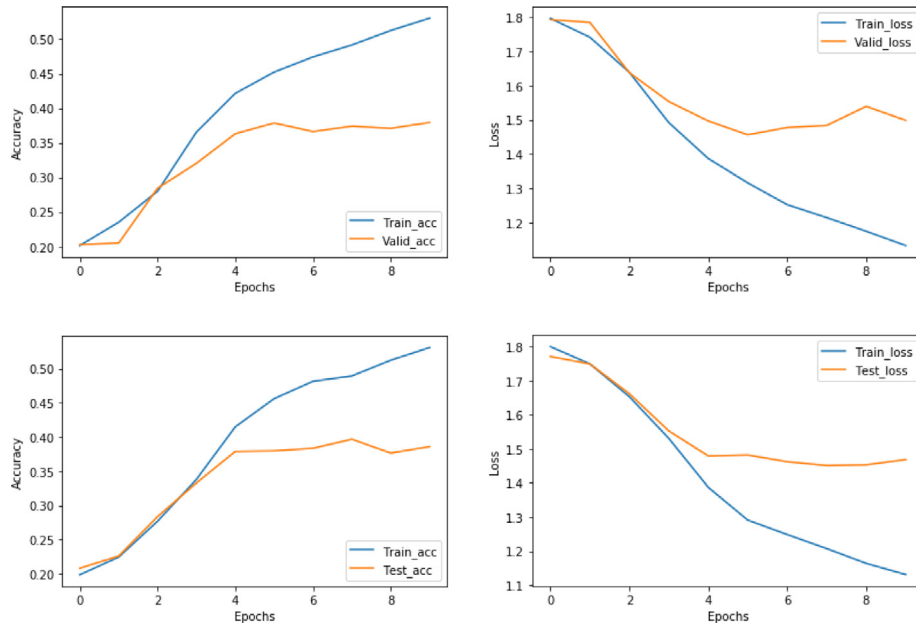 Accuracy
0.50
0.45
0.40
0.35
0.30
0.25
0.20
Train_acc
Valid_acc
0 2 4 6 8
Epochs
Loss
1.8
1.7
1.6
1.5
1.4
1.3
1.2
Train_loss
Valid_loss
0 2 4 6 8
Epochs
Accuracy
0.50
0.45
0.40
0.35
0.30
0.25
0.20
Train_acc
Test_acc
0 2 4 6 8
Epochs
Loss
1.8
1.7
1.6
1.5
1.4
1.3
1.2
1.1
Train_loss
Test_loss
0 2 4 6 8
Epochs